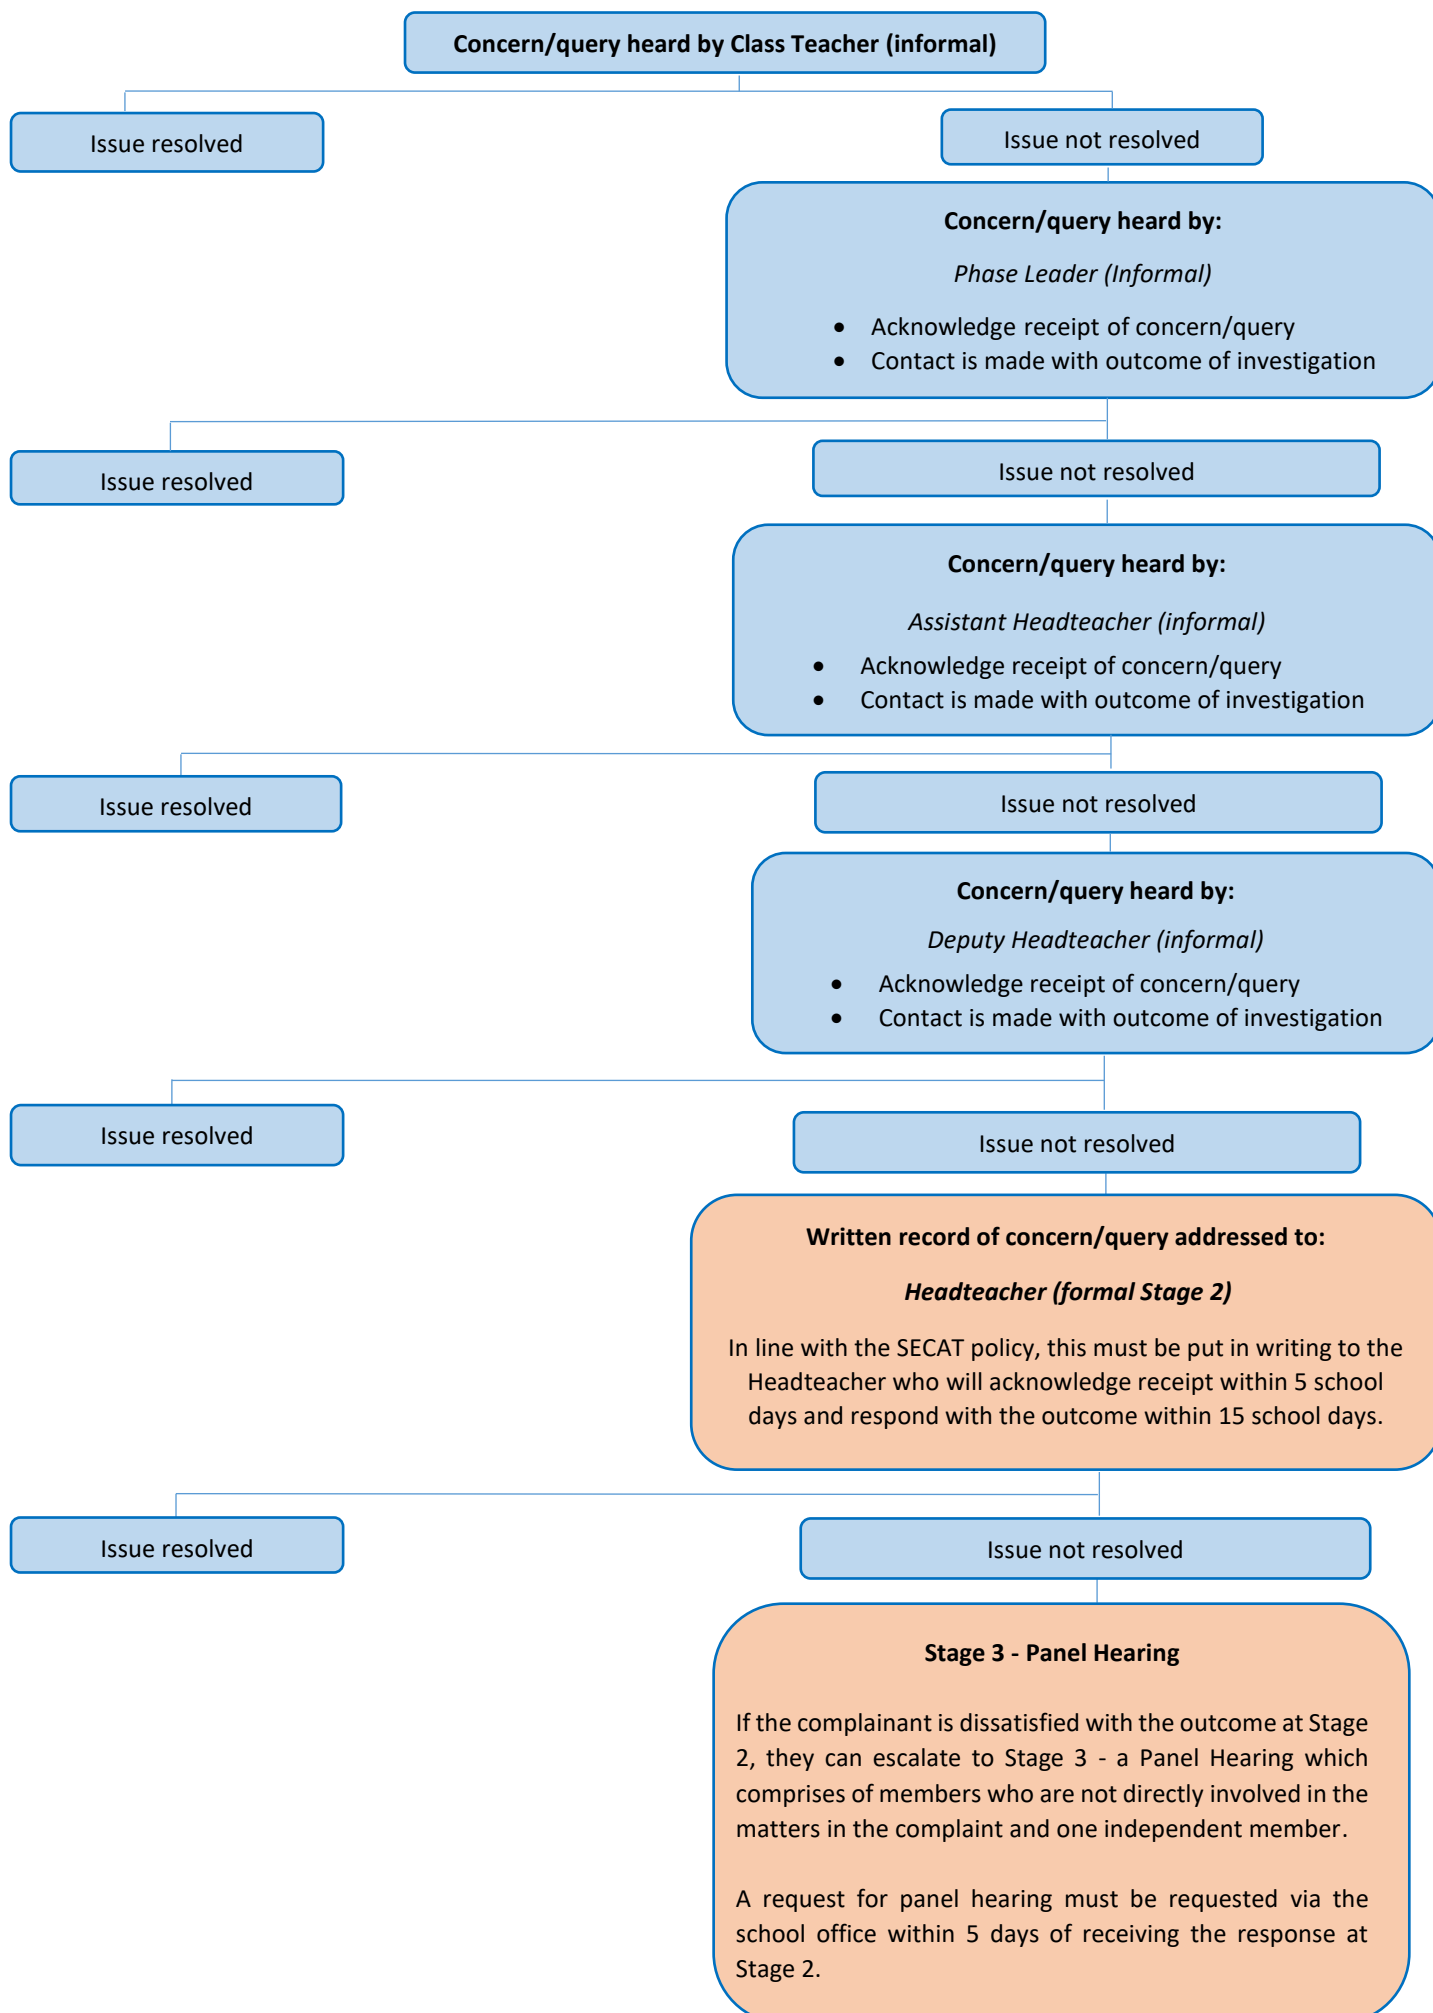 Concern/query heard by Class Teacher (informal)
Issue resolved
Issue not resolved
Concern/query heard by:
Phase Leader (Informal)
• Acknowledge receipt of concern/query
• Contact is made with outcome of investigation
Issue resolved
Issue not resolved
Concern/query heard by:
Assistant Headteacher (informal)
• Acknowledge receipt of concern/query
• Contact is made with outcome of investigation
Issue resolved
Issue not resolved
Concern/query heard by:
Deputy Headteacher (informal)
• Acknowledge receipt of concern/query
• Contact is made with outcome of investigation
Issue resolved
Issue not resolved
Written record of concern/query addressed to:
Headteacher (formal Stage 2)
In line with the SECAT policy, this must be put in writing to the
Headteacher who will acknowledge receipt within 5 school
days and respond with the outcome within 15 school days.
Issue resolved
Issue not resolved
Stage 3 - Panel Hearing
If the complainant is dissatisfied with the outcome at Stage
2, they can escalate to Stage 3 - a Panel Hearing which
comprises of members who are not directly involved in the
matters in the complaint and one independent member.
A request for panel hearing must be requested via the
school office within 5 days of receiving the response at
Stage 2.